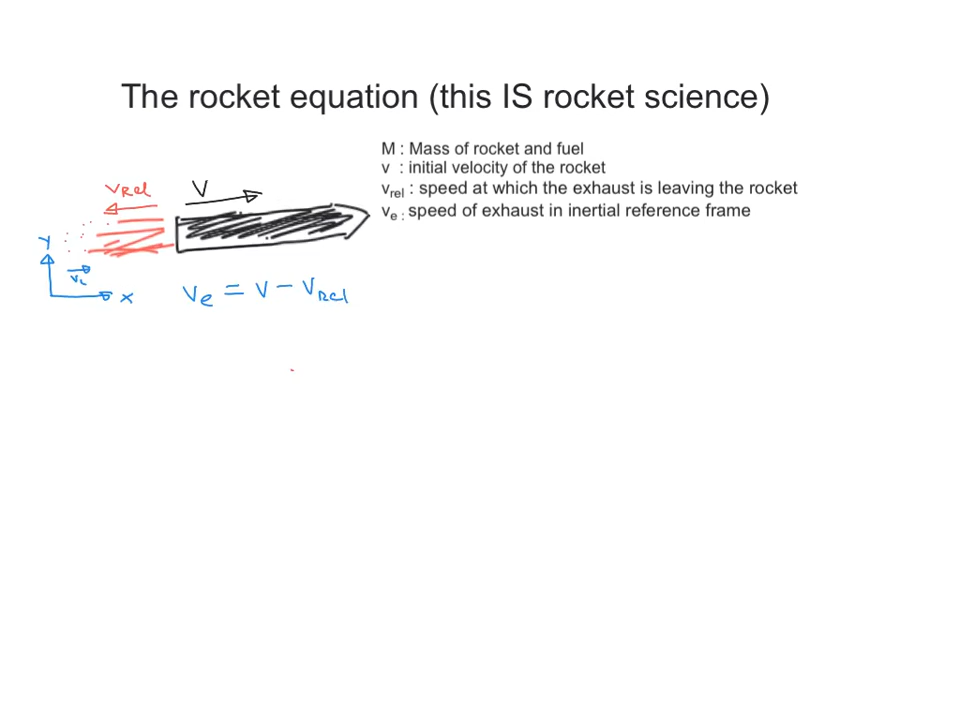 The rocket equation (this IS rocket science)
M : Mass of rocket and fuel
v : initial velocity of the rocket
vrel : speed at which the exhaust is leaving the rocket
ve : speed of exhaust in inertial reference frame
VRel
V
Y
X
Ve = V - VRel